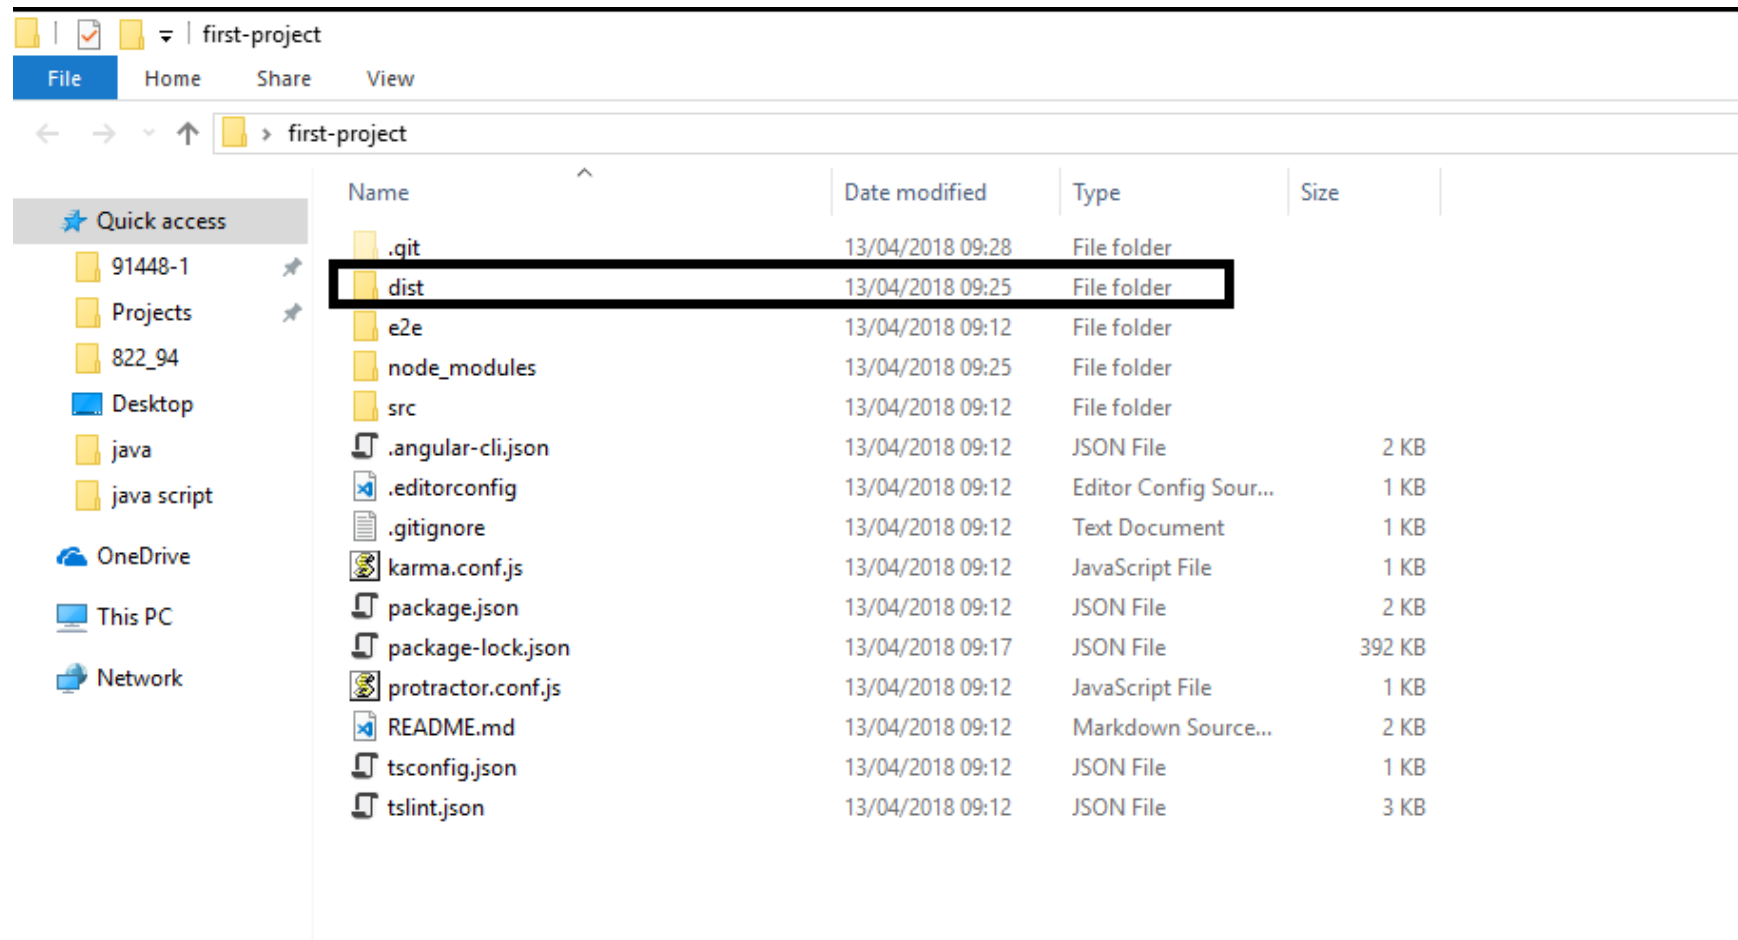 first-project
File Home Share View
first-project
Name Date modified Type Size
Quick access
91448-1
Projects
822_94
Desktop
java
java script
OneDrive
This PC
Network
.git 13/04/2018 09:28 File folder
dist 13/04/2018 09:25 File folder
e2e 13/04/2018 09:12 File folder
node_modules 13/04/2018 09:25 File folder
src 13/04/2018 09:12 File folder
.angular-cli.json 13/04/2018 09:12 JSON File 2 KB
.editorconfig 13/04/2018 09:12 Editor Config Sour... 1 KB
.gitignore 13/04/2018 09:12 Text Document 1 KB
karma.conf.js 13/04/2018 09:12 JavaScript File 1 KB
package.json 13/04/2018 09:12 JSON File 2 KB
package-lock.json 13/04/2018 09:17 JSON File 392 KB
protractor.conf.js 13/04/2018 09:12 JavaScript File 1 KB
README.md 13/04/2018 09:12 Markdown Source... 2 KB
tsconfig.json 13/04/2018 09:12 JSON File 1 KB
tslint.json 13/04/2018 09:12 JSON File 3 KB